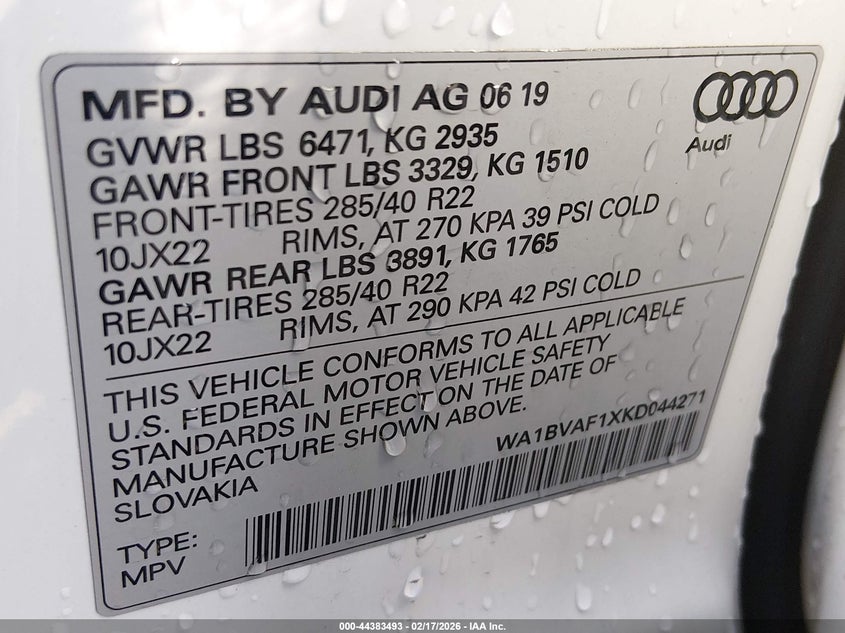 MFD. BY AUDI AG 06 19
Audi
GVWR LBS 6471, KG 2935
GAWR FRONT LBS 3329, KG 1510
FRONT-TIRES 285/40 R22
10JX22 RIMS, AT 270 KPA 39 PSI COLD
GAWR REAR LBS 3891, KG 1765
REAR-TIRES 285/40 R22
10JX22 RIMS, AT 290 KPA 42 PSI COLD
THIS VEHICLE CONFORMS TO ALL APPLICABLE
U.S. FEDERAL MOTOR VEHICLE SAFETY
STANDARDS IN EFFECT ON THE DATE OF
MANUFACTURE SHOWN ABOVE.
SLOVAKIA
WA1BVAF1XKD044271
TYPE:
MPV
000-44383493 - 02/17/2026 - IAA Inc.